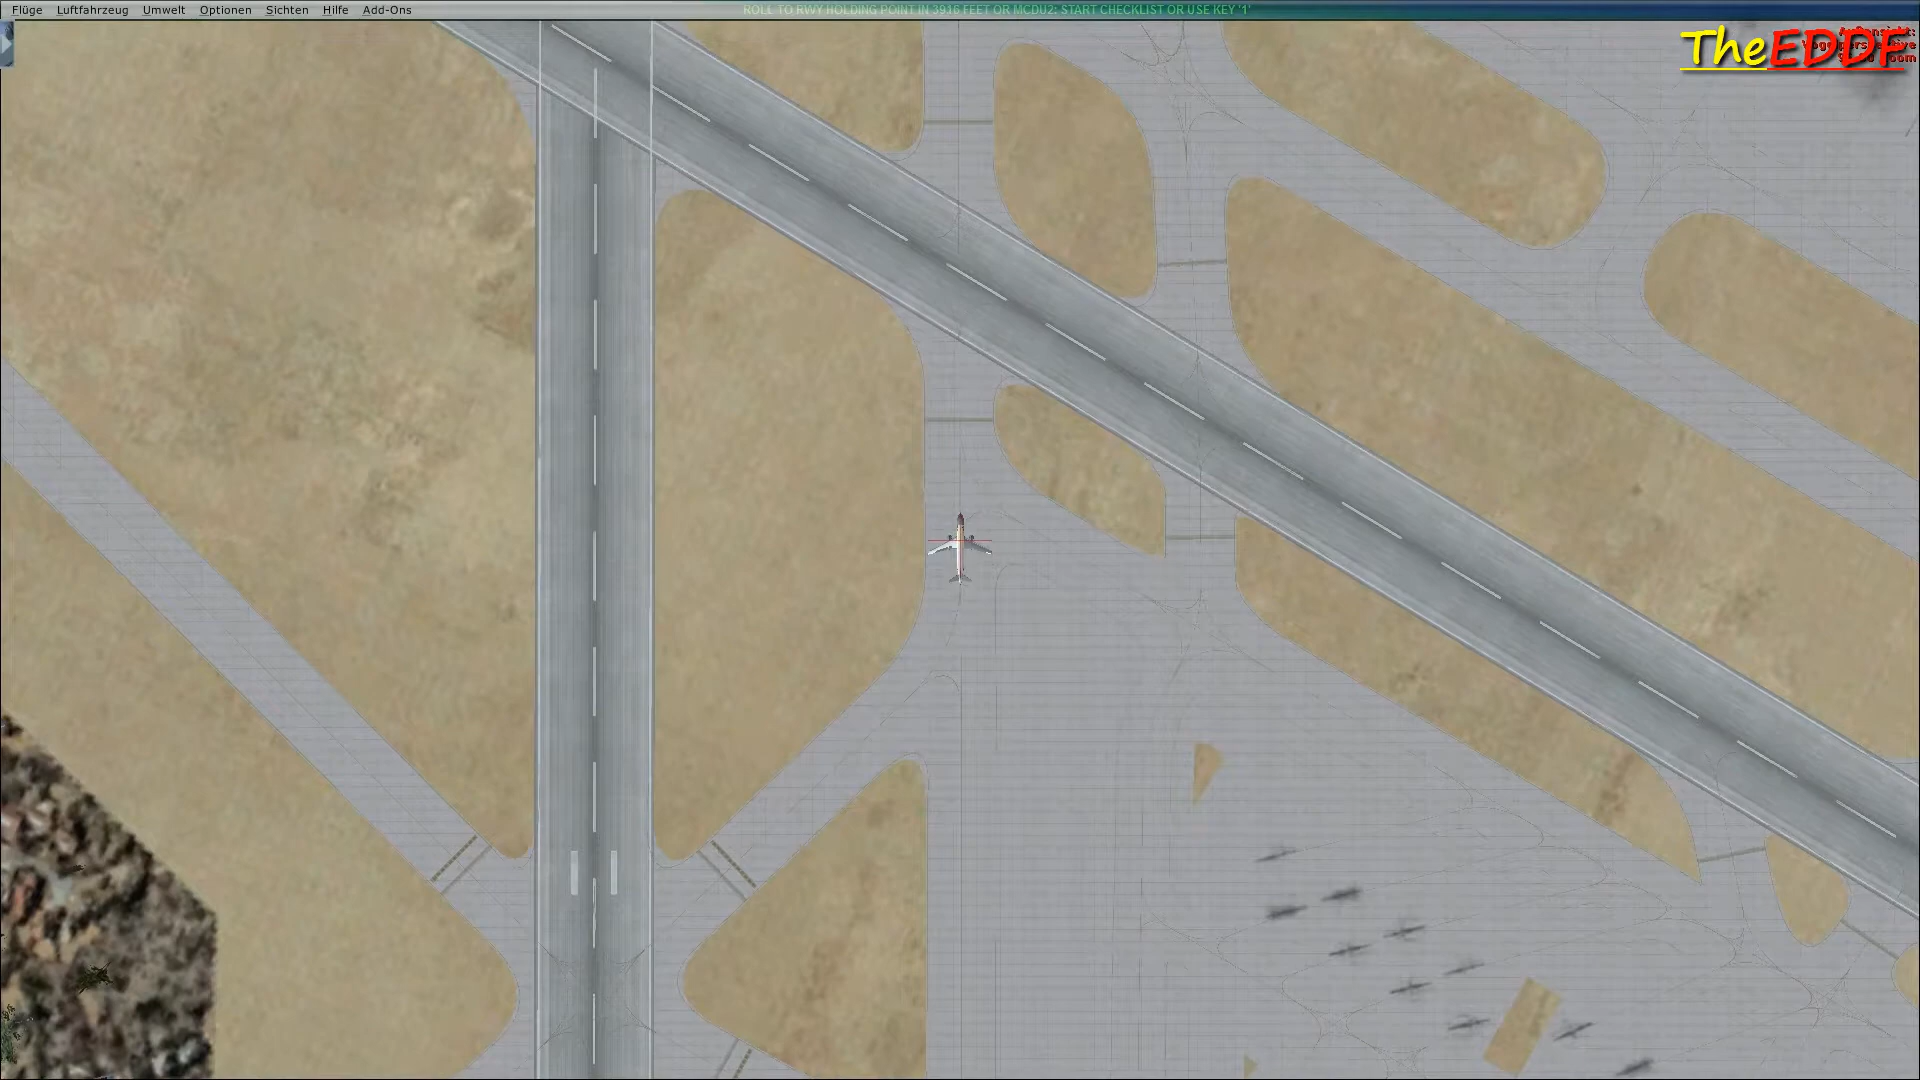 Flüge Luftfahrzeug Umwelt Optionen Sichten Hilfe Add-Ons
ROLL TO RWY HOLDING POINT IN 3916 FEET OR MCDU2: START CHECKLIST OR USE KEY '1'
TheEDDF